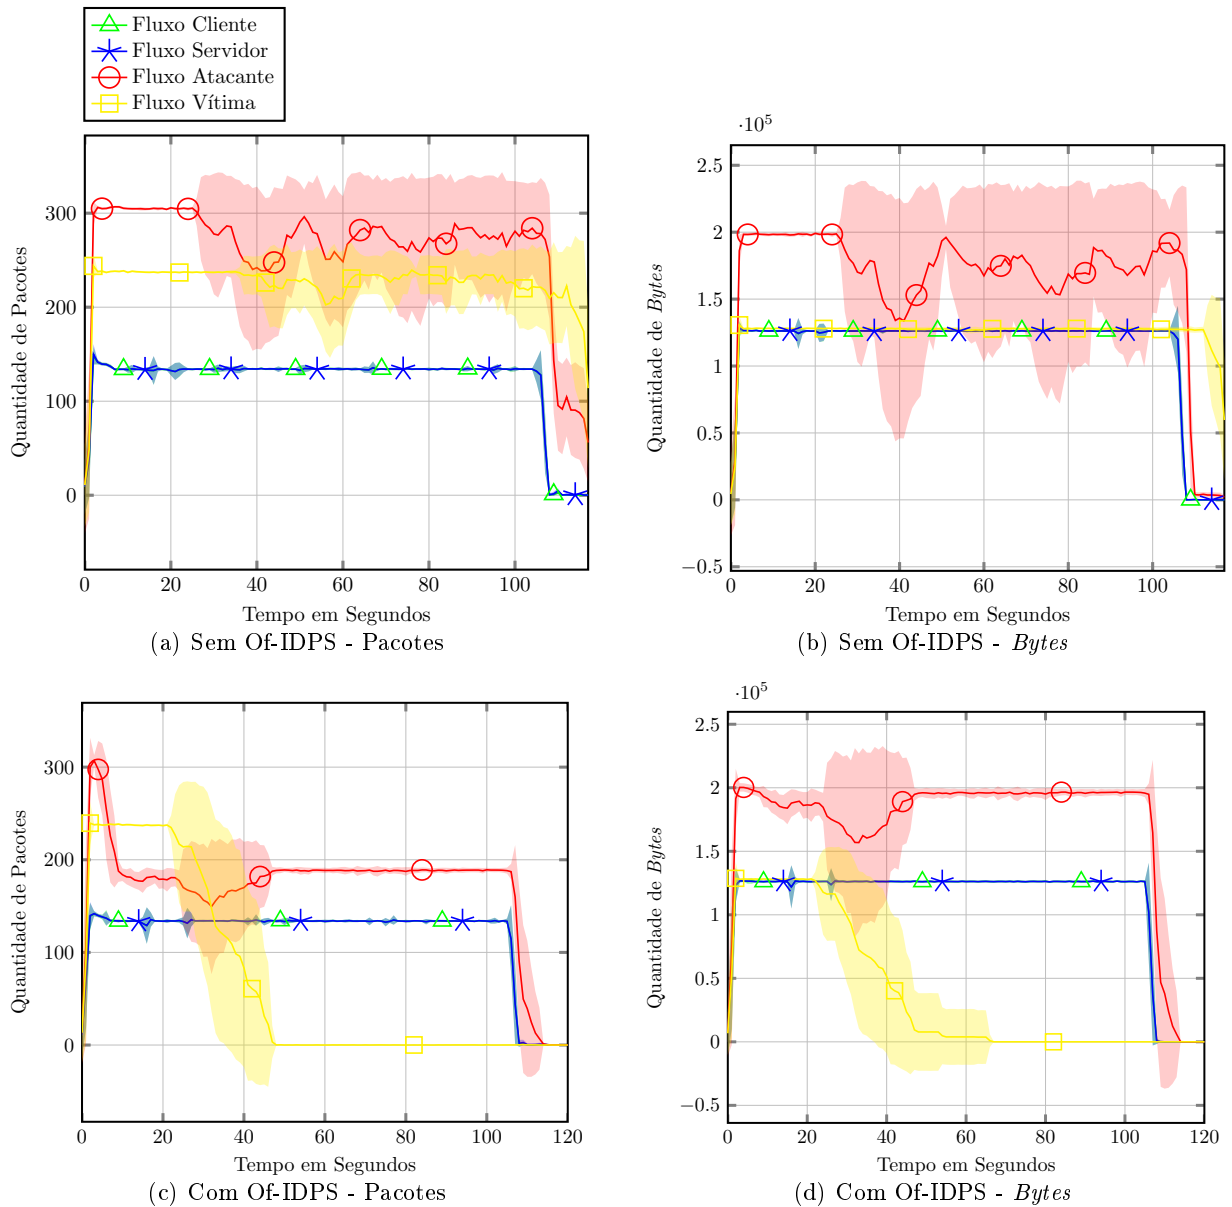 Fluxo Cliente
Fluxo Servidor
Fluxo Atacante
Fluxo Vítima
300
200
100
0
Quantidade de Pacotes
0 20 40 60 80 100
Tempo em Segundos
(a) Sem Of-IDPS - Pacotes
·10⁵
2.5
2
1.5
1
0.5
0
−0.5
Quantidade de Bytes
0 20 40 60 80 100
Tempo em Segundos
(b) Sem Of-IDPS - Bytes
300
200
100
0
Quantidade de Pacotes
0 20 40 60 80 100 120
Tempo em Segundos
(c) Com Of-IDPS - Pacotes
·10⁵
2.5
2
1.5
1
0.5
0
−0.5
Quantidade de Bytes
0 20 40 60 80 100 120
Tempo em Segundos
(d) Com Of-IDPS - Bytes